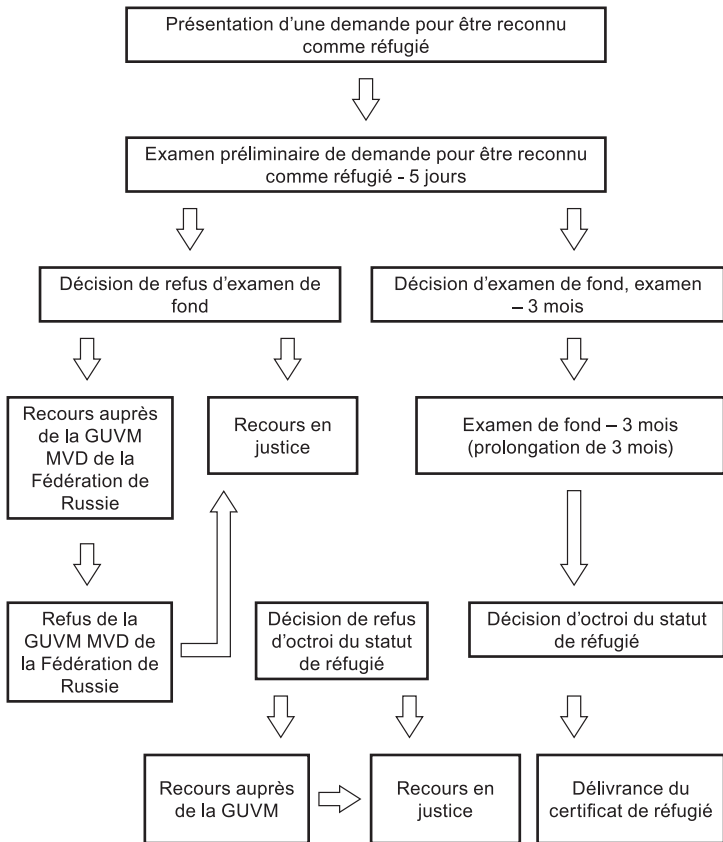 Présentation d’une demande pour être reconnu
comme réfugié
Examen préliminaire de demande pour être reconnu
comme réfugié - 5 jours
Décision de refus d’examen de
fond
Décision d’examen de fond, examen
– 3 mois
Recours auprès
de la GUVM
MVD de la
Fédération de
Russie
Recours en
justice
Examen de fond – 3 mois
(prolongation de 3 mois)
Refus de la
GUVM MVD de
la Fédération de
Russie
Décision de refus
d’octroi du statut
de réfugié
Décision d’octroi du statut
de réfugié
Recours auprès
de la GUVM
Recours en
justice
Délivrance du
certificat de réfugié